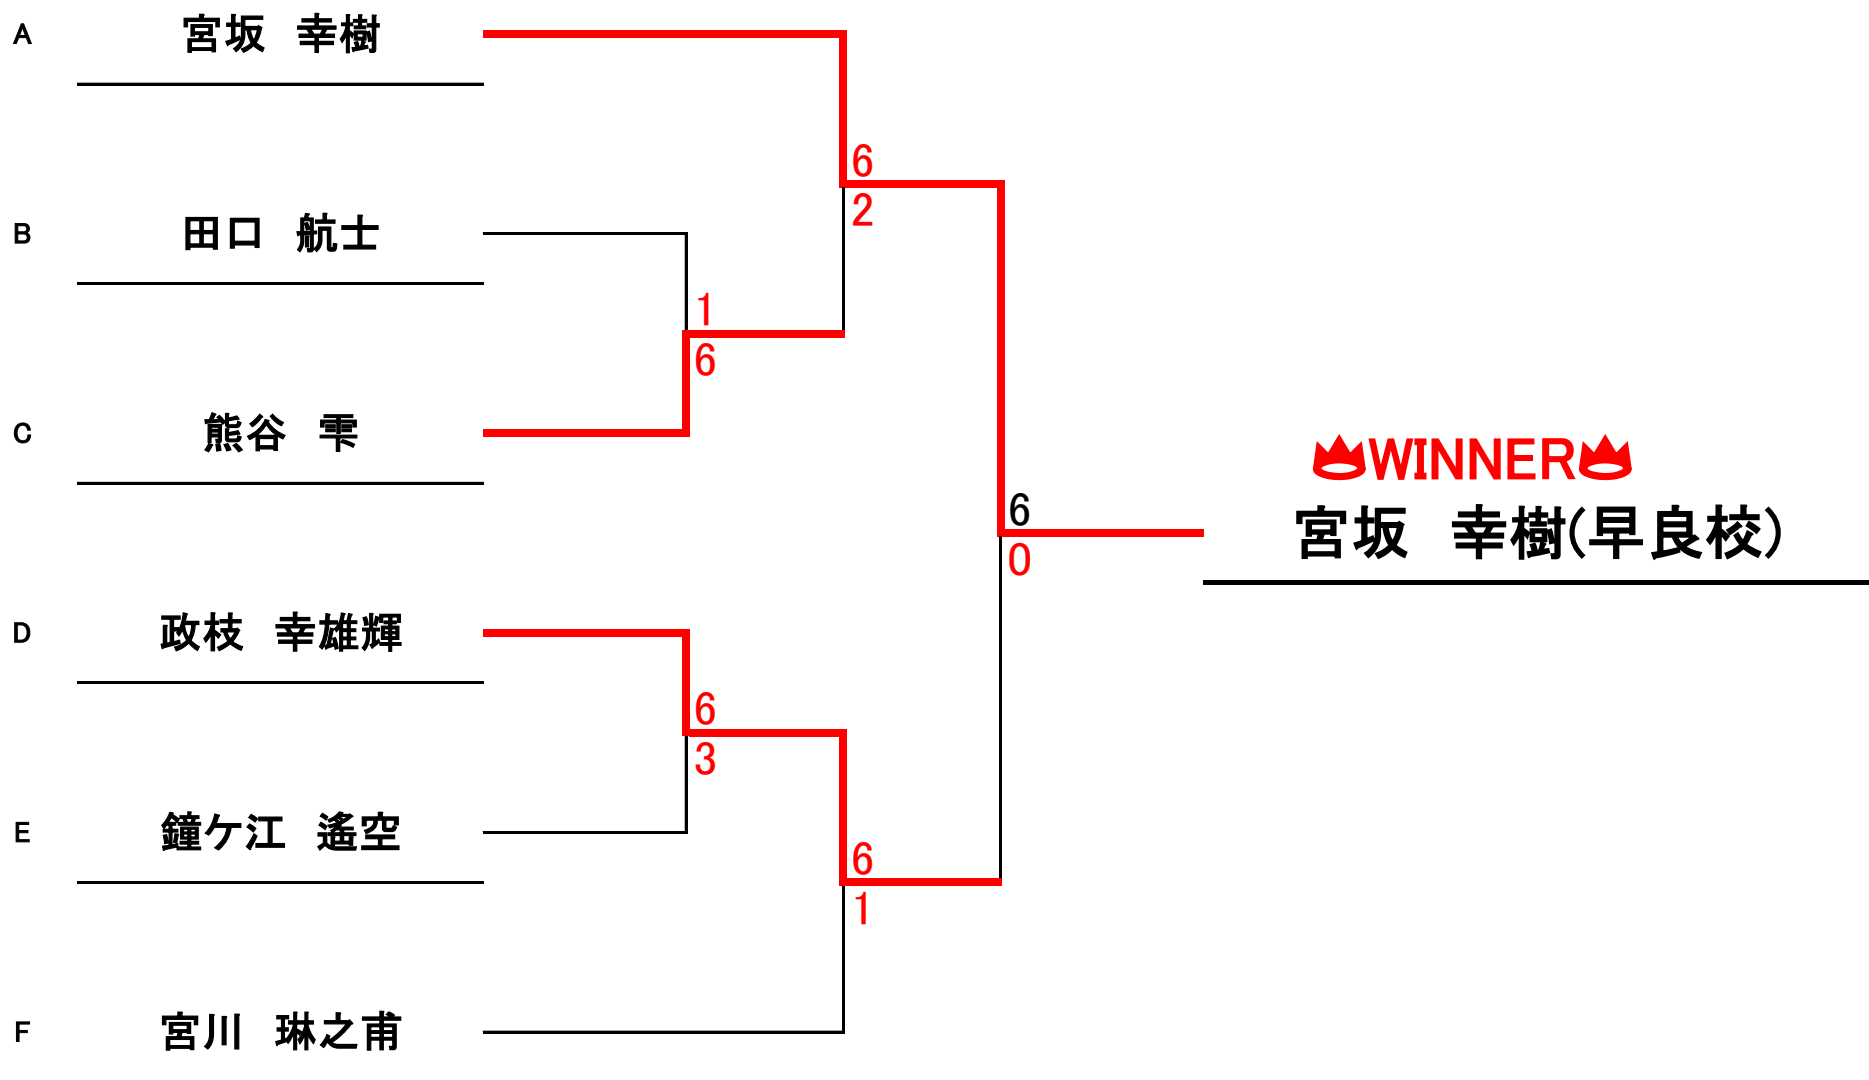 A 宮坂　幸樹
6
2
B 田口　航士
1
6
C 熊谷　雫
👑WINNER👑
宮坂　幸樹(早良校)
6
0
D 政枝　幸雄輝
6
3
E 鐘ケ江　遙空
6
1
F 宮川　琳之甫